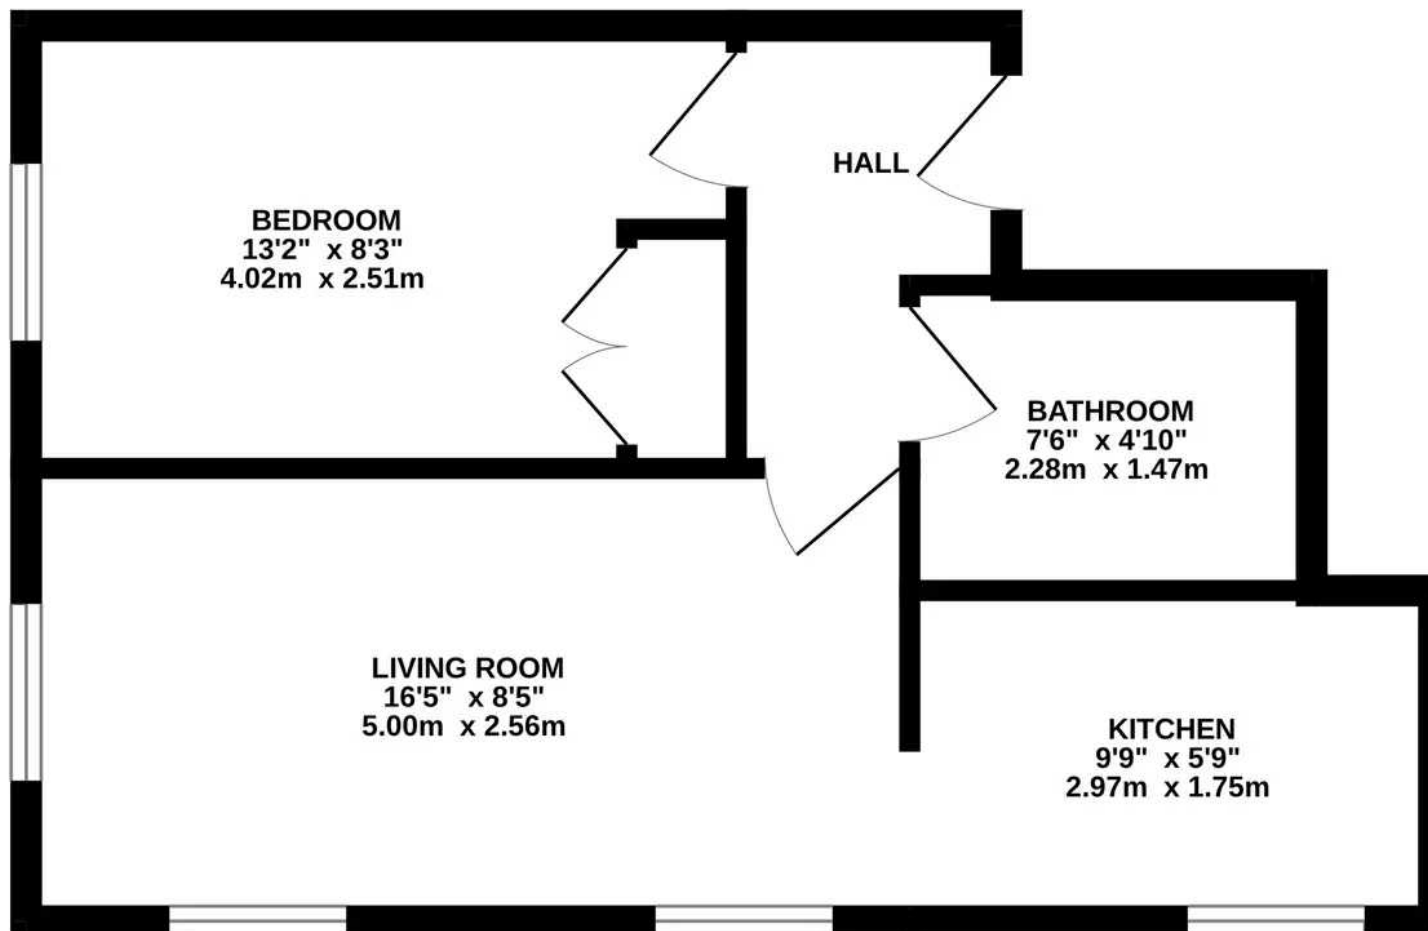 HALL
BEDROOM
13'2" x 8'3"
4.02m x 2.51m
BATHROOM
7'6" x 4'10"
2.28m x 1.47m
LIVING ROOM
16'5" x 8'5"
5.00m x 2.56m
KITCHEN
9'9" x 5'9"
2.97m x 1.75m